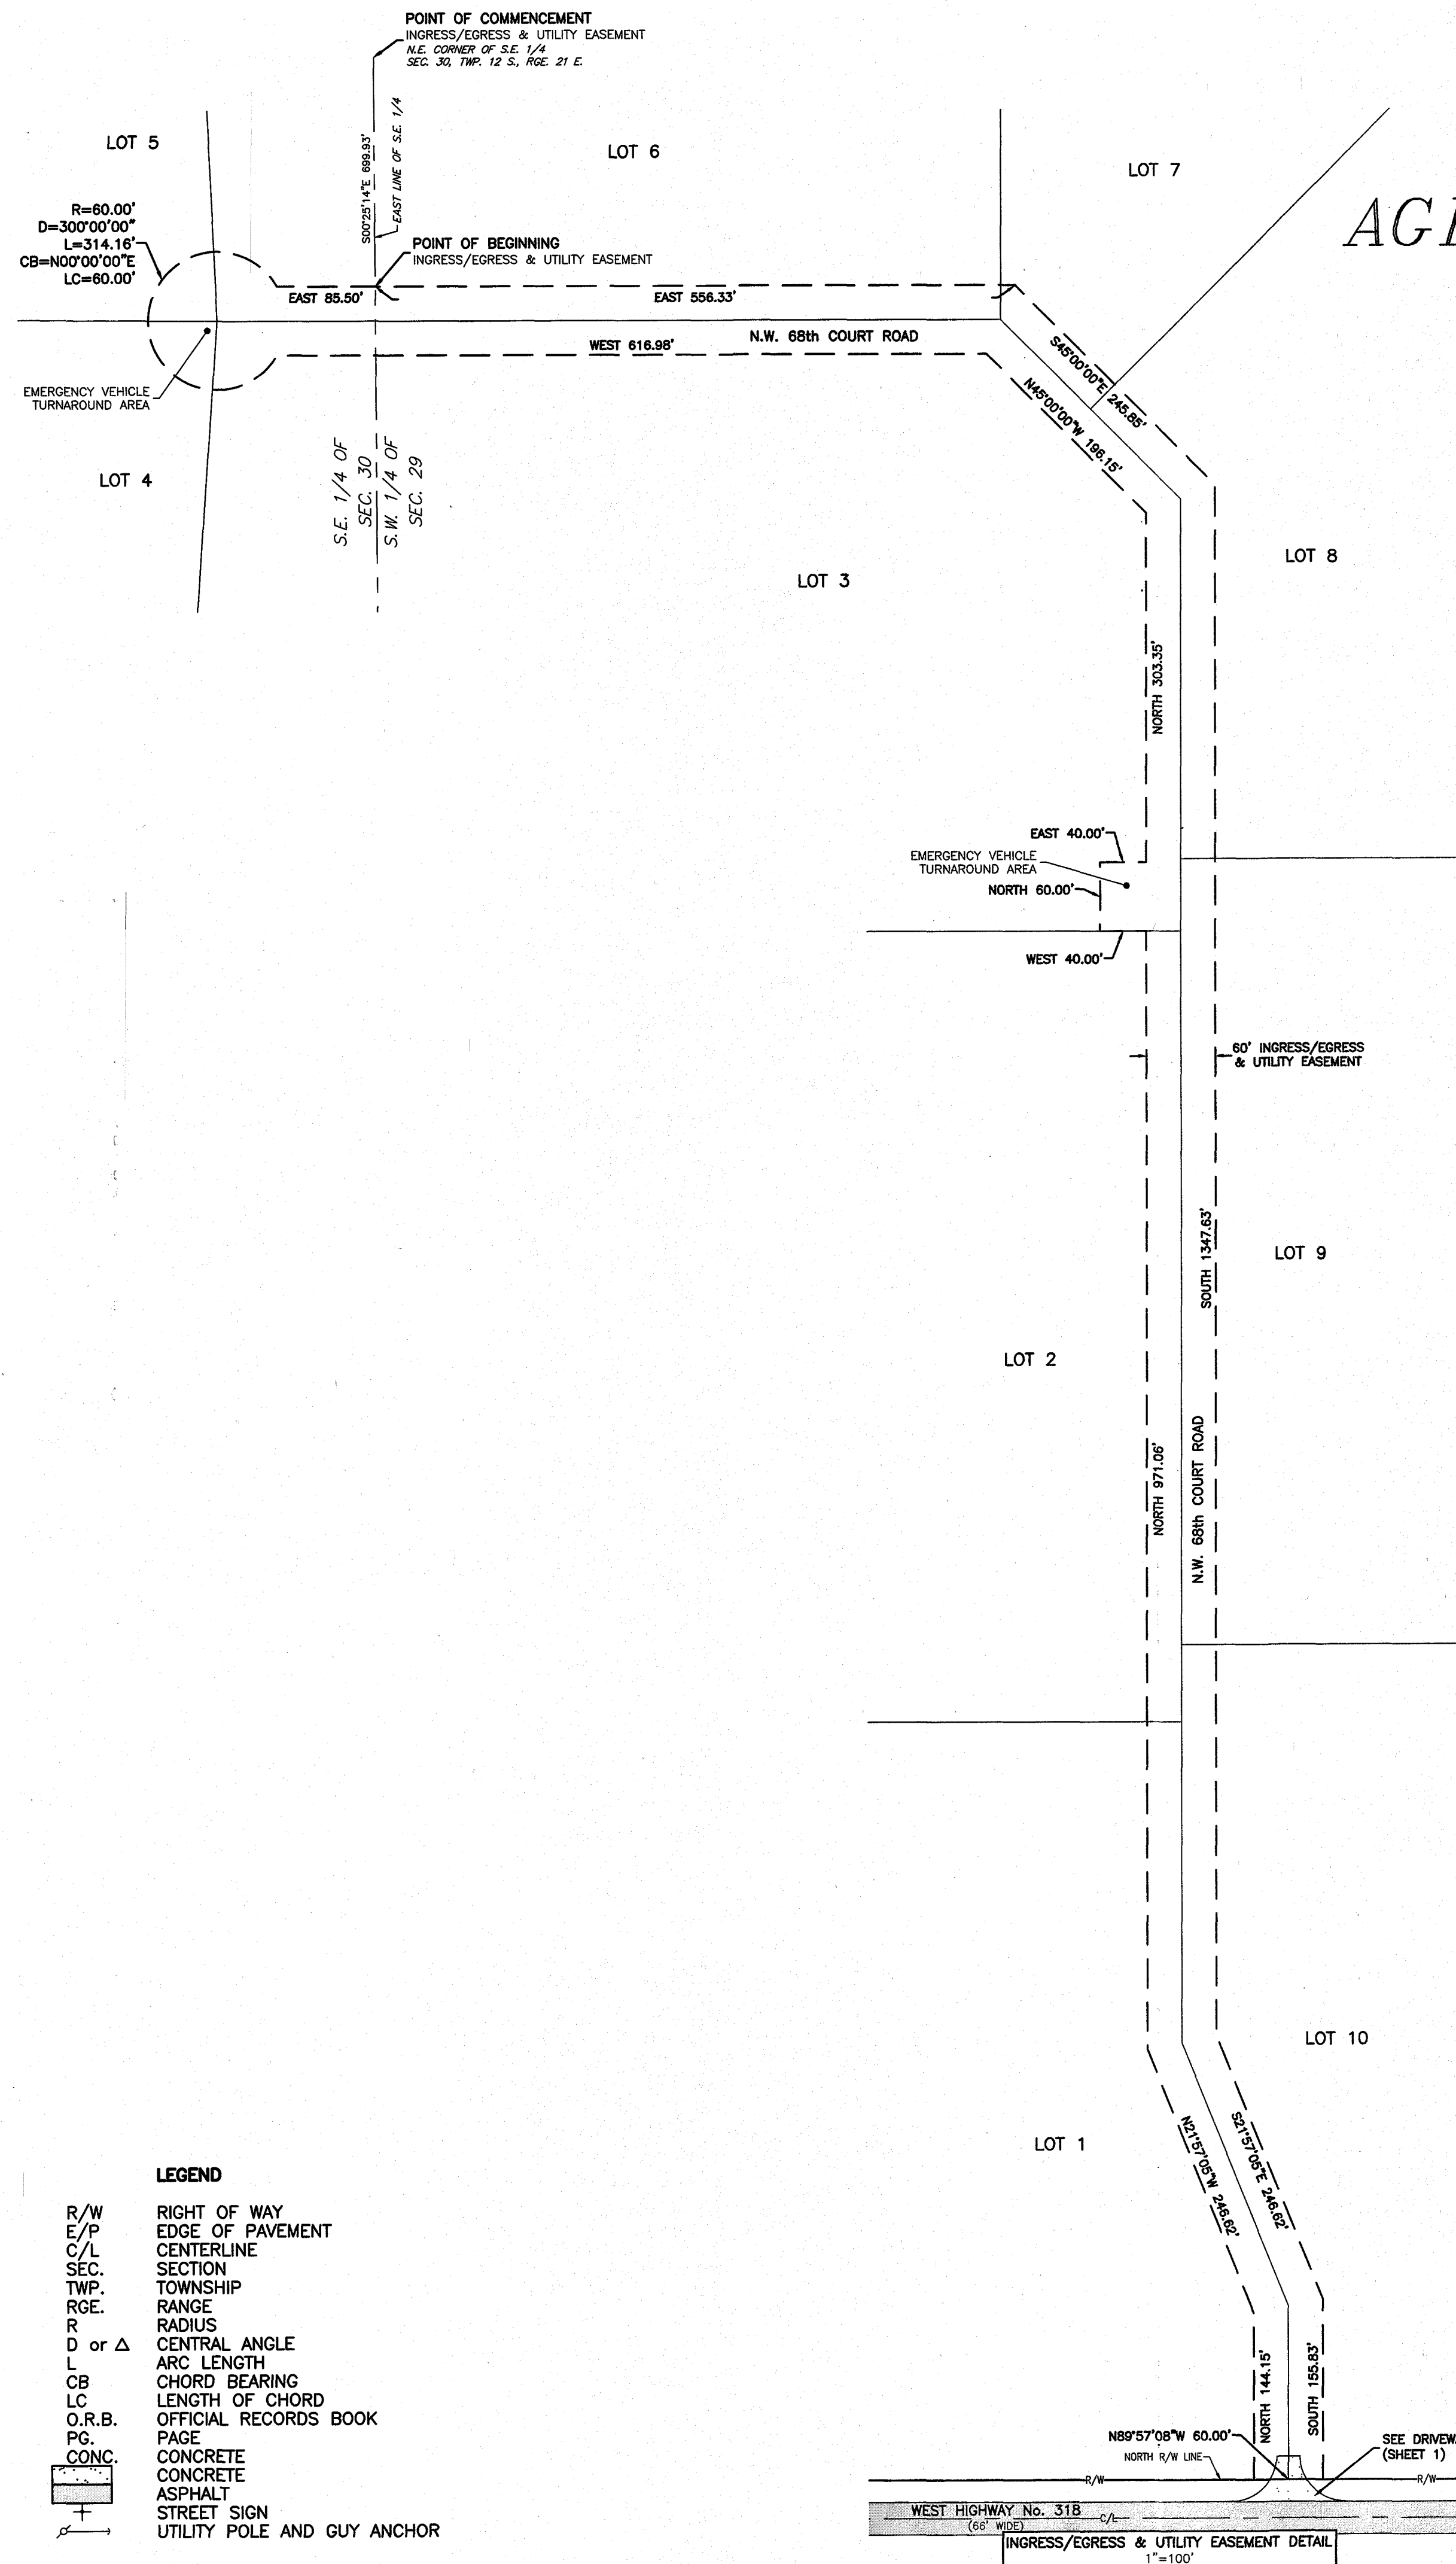 POINT OF COMMENCEMENT
INGRESS/EGRESS & UTILITY EASEMENT
N.E. CORNER OF S.E. 1/4
SEC. 30, TWP. 12 S., RGE. 21 E.
S00°25'14"E 699.93'
EAST LINE OF S.E. 1/4
LOT 5
LOT 6
LOT 7
R=60.00'
D=300°00'00"
L=314.16'
CB=N00°00'00"E
LC=60.00'
POINT OF BEGINNING
INGRESS/EGRESS & UTILITY EASEMENT
EAST 85.50'
EAST 556.33'
N.W. 68th COURT ROAD
WEST 616.98'
S45°00'00"E 245.85'
N45°00'00"W 196.15'
EMERGENCY VEHICLE
TURNAROUND AREA
LOT 4
S.E. 1/4 OF
SEC. 30
S.W. 1/4 OF
SEC. 29
LOT 3
LOT 8
NORTH 303.35'
EAST 40.00'
EMERGENCY VEHICLE
TURNAROUND AREA
NORTH 60.00'
WEST 40.00'
60' INGRESS/EGRESS
& UTILITY EASEMENT
SOUTH 1347.63'
LOT 9
LOT 2
NORTH 971.06'
N.W. 68th COURT ROAD
LOT 10
LOT 1
N21°57'05"W 246.62'
S21°57'05"E 246.62'
NORTH 144.15'
SOUTH 155.83'
N89°57'08"W 60.00'
NORTH R/W LINE
SEE DRIVEW
(SHEET 1)
R/W
R/W
WEST HIGHWAY No. 318
(66' WIDE)
C/L
INGRESS/EGRESS & UTILITY EASEMENT DETAIL
1"=100'
LEGEND
R/W RIGHT OF WAY
E/P EDGE OF PAVEMENT
C/L CENTERLINE
SEC. SECTION
TWP. TOWNSHIP
RGE. RANGE
R RADIUS
D or △ CENTRAL ANGLE
L ARC LENGTH
CB CHORD BEARING
LC LENGTH OF CHORD
O.R.B. OFFICIAL RECORDS BOOK
PG. PAGE
CONC. CONCRETE
CONCRETE
ASPHALT
STREET SIGN
UTILITY POLE AND GUY ANCHOR